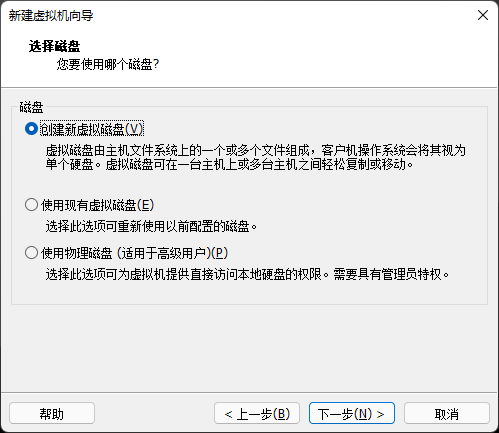 新建虚拟机向导
选择磁盘
您要使用哪个磁盘?
磁盘
创建新虚拟磁盘(V)
虚拟磁盘由主机文件系统上的一个或多个文件组成，客户机操作系统会将其视为
单个硬盘。虚拟磁盘可在一台主机上或多台主机之间轻松复制或移动。
使用现有虚拟磁盘(E)
选择此选项可重新使用以前配置的磁盘。
使用物理磁盘 (适用于高级用户)(P)
选择此选项可为虚拟机提供直接访问本地硬盘的权限。需要具有管理员特权。
帮助
< 上一步(B)
下一步(N) >
取消